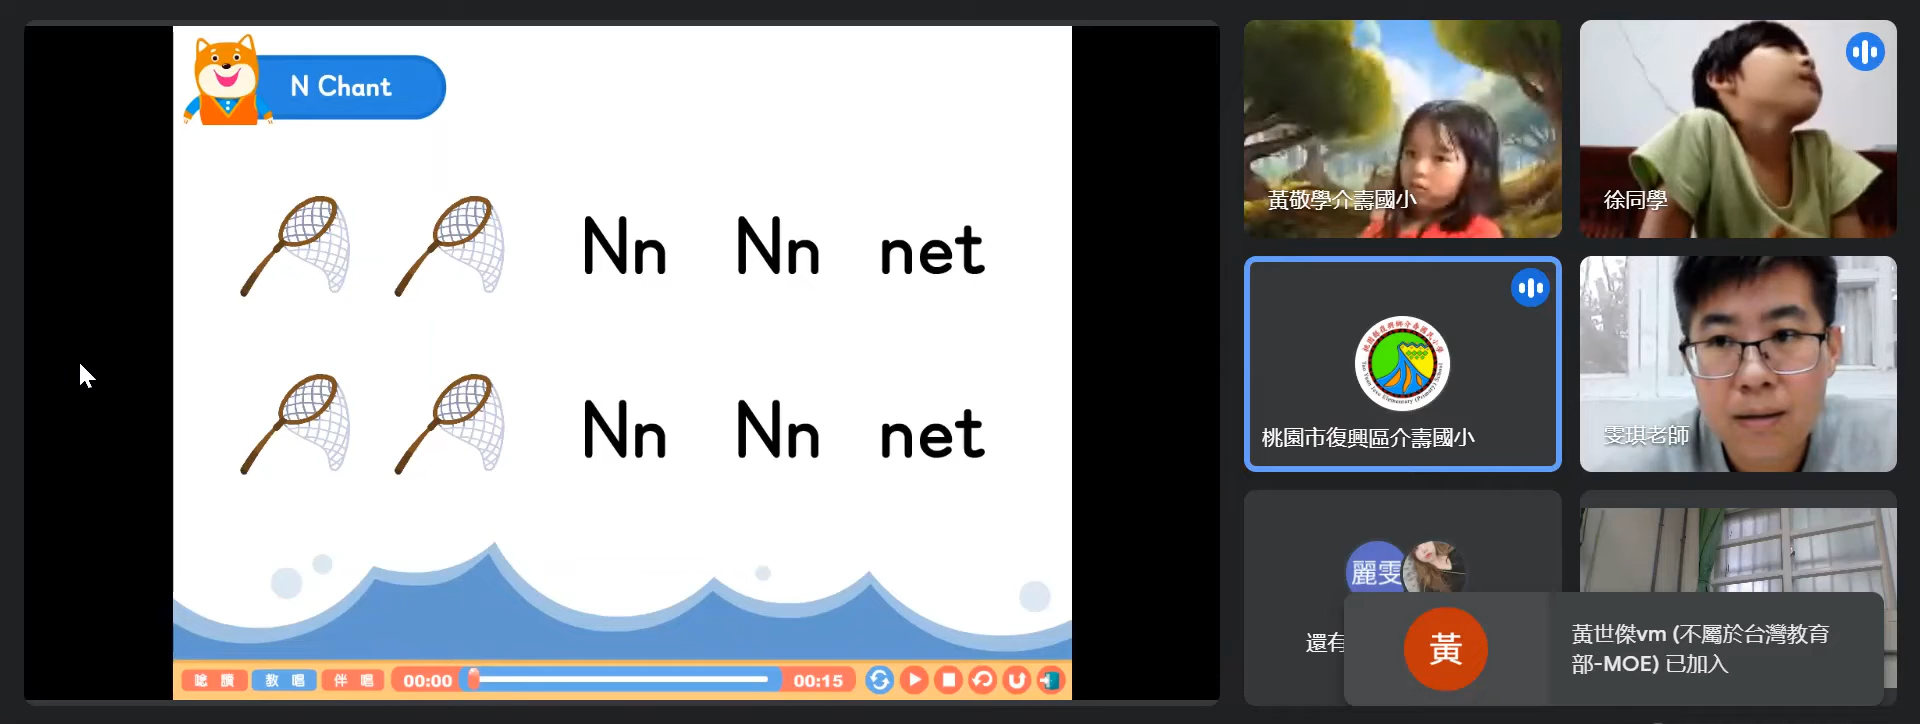 N Chant
Nn Nn net
Nn Nn net
唸 讀
教 唱
伴 唱
00:00
00:15
黃敬學介壽國小
徐同學
桃園市復興區介壽國小
雯琪老師
麗雯
還有
黃
黃世傑vm (不屬於台灣教育
部-MOE) 已加入